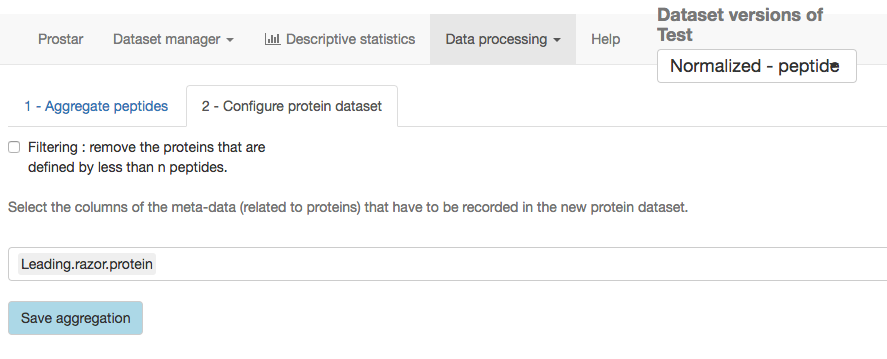 Prostar Dataset manager Descriptive statistics Data processing Help
Dataset versions of
Test
Normalized - peptide
1 - Aggregate peptides 2 - Configure protein dataset
Filtering : remove the proteins that are
defined by less than n peptides.
Select the columns of the meta-data (related to proteins) that have to be recorded in the new protein dataset.
Leading.razor.protein
Save aggregation